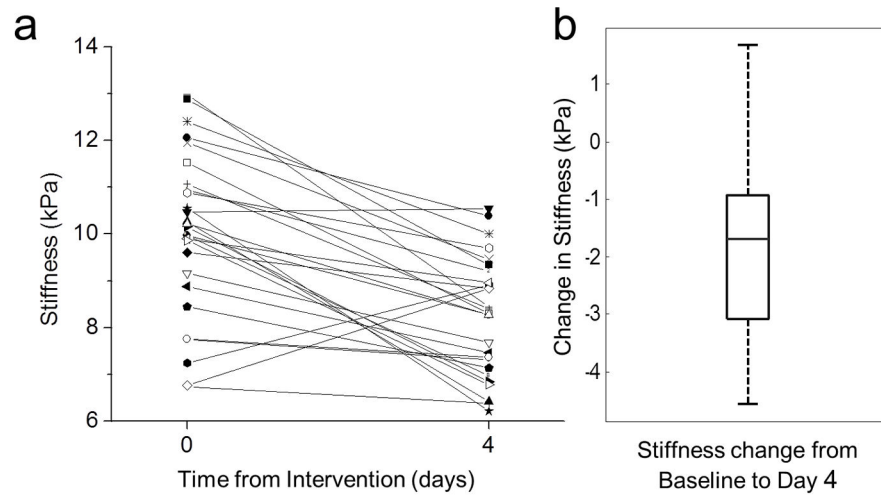 a
Stiffness (kPa)
14
12
10
8
6
0
4
Time from Intervention (days)
b
Change in Stiffness (kPa)
1
0
-1
-2
-3
-4
Stiffness change from
Baseline to Day 4